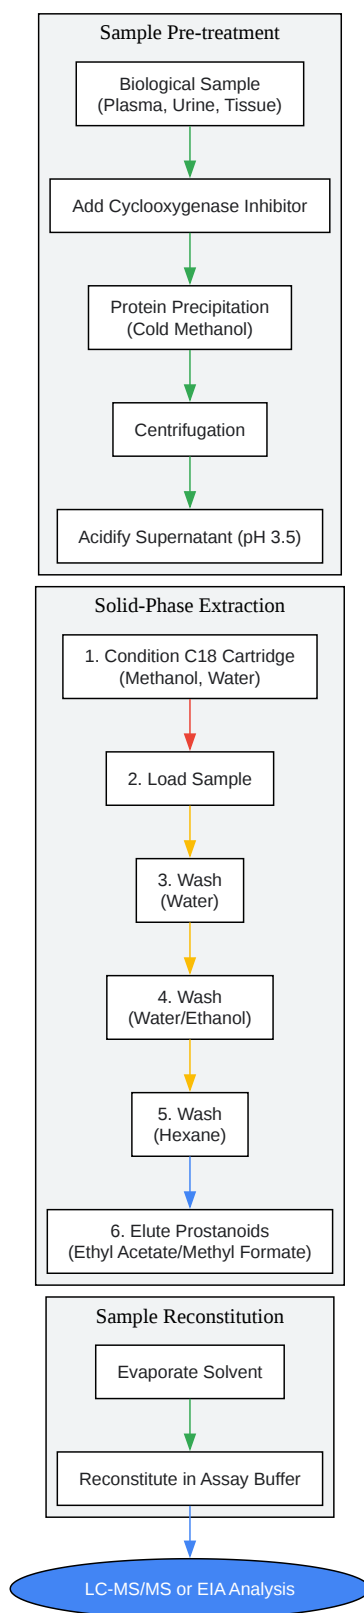 Sample Pre-treatment
Biological Sample
(Plasma, Urine, Tissue)
Add Cyclooxygenase Inhibitor
Protein Precipitation
(Cold Methanol)
Centrifugation
Acidify Supernatant (pH 3.5)
Solid-Phase Extraction
1. Condition C18 Cartridge
(Methanol, Water)
2. Load Sample
3. Wash
(Water)
4. Wash
(Water/Ethanol)
5. Wash
(Hexane)
6. Elute Prostanoids
(Ethyl Acetate/Methyl Formate)
Sample Reconstitution
Evaporate Solvent
Reconstitute in Assay Buffer
LC-MS/MS or EIA Analysis